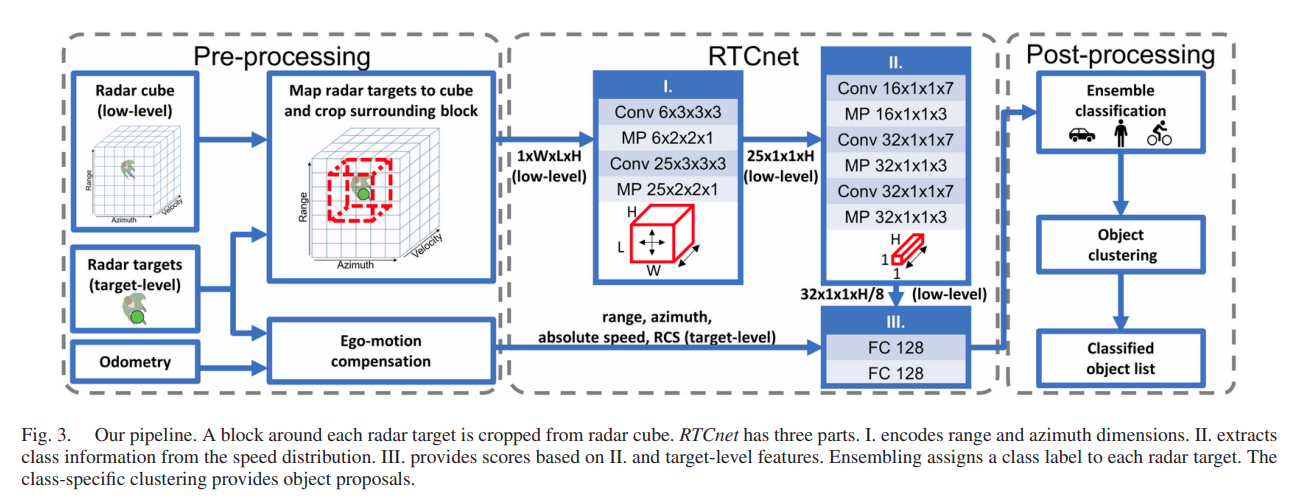 Pre-processing
Radar cube
(low-level)
Range
Azimuth
Velocity
Radar targets
(target-level)
Odometry
Map radar targets to cube
and crop surrounding block
Range
Azimuth
Velocity
Ego-motion
compensation
RTCnet
1xWxLxH
(low-level)
I.
Conv 6x3x3x3
MP 6x2x2x1
Conv 25x3x3x3
MP 25x2x2x1
H
L
W
25x1x1xH
(low-level)
II.
Conv 16x1x1x7
MP 16x1x1x3
Conv 32x1x1x7
MP 32x1x1x3
Conv 32x1x1x7
MP 32x1x1x3
H
1
1
32x1x1xH/8
(low-level)
range, azimuth,
absolute speed, RCS (target-level)
III.
FC 128
FC 128
Post-processing
Ensemble
classification
Object
clustering
Classified
object list
Fig. 3. Our pipeline. A block around each radar target is cropped from radar cube. RTCnet has three parts. I. encodes range and azimuth dimensions. II. extracts
class information from the speed distribution. III. provides scores based on II. and target-level features. Ensembling assigns a class label to each radar target. The
class-specific clustering provides object proposals.